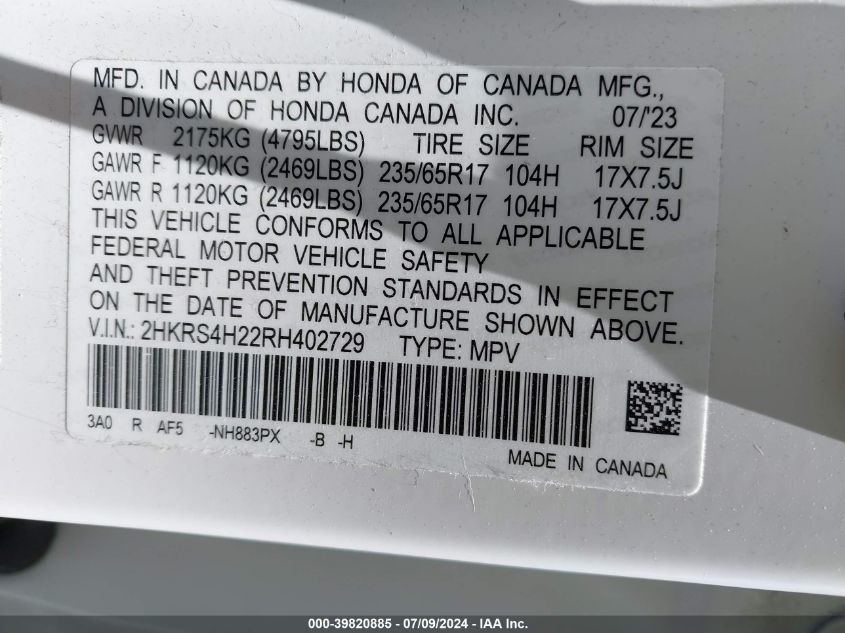 MFD. IN CANADA BY HONDA OF CANADA MFG.,
A DIVISION OF HONDA CANADA INC. 07/'23
GVWR 2175KG (4795LBS) TIRE SIZE RIM SIZE
GAWR F 1120KG (2469LBS) 235/65R17 104H 17X7.5J
GAWR R 1120KG (2469LBS) 235/65R17 104H 17X7.5J
THIS VEHICLE CONFORMS TO ALL APPLICABLE
FEDERAL MOTOR VEHICLE SAFETY
AND THEFT PREVENTION STANDARDS IN EFFECT
ON THE DATE OF MANUFACTURE SHOWN ABOVE.
V.I.N.: 2HKRS4H22RH402729 TYPE: MPV
3A0 R AF5 -NH883PX -B -H
MADE IN CANADA
000-39820885 - 07/09/2024 - IAA Inc.